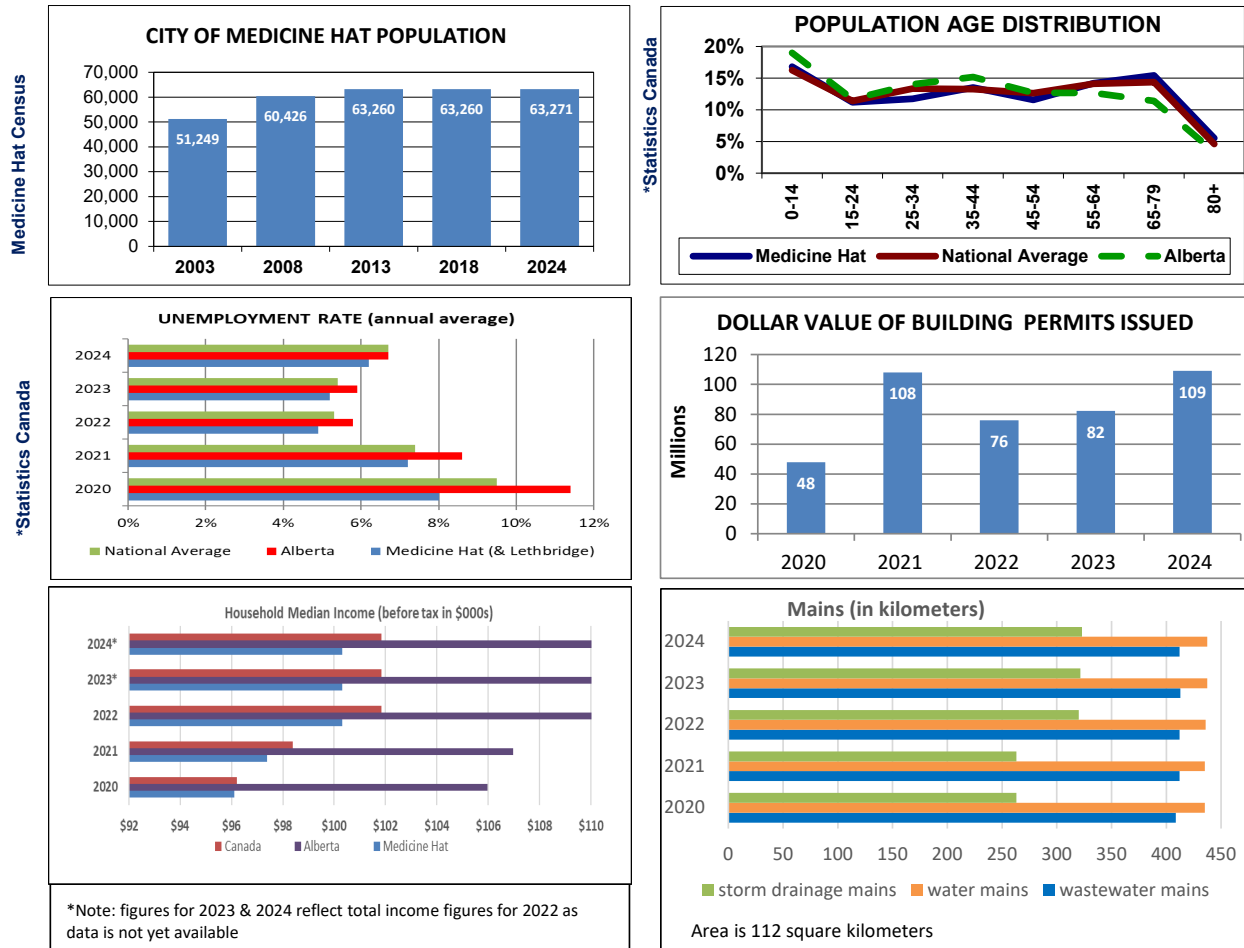 CITY OF MEDICINE HAT POPULATION
Medicine Hat Census
70,000
60,000
50,000
40,000
30,000
20,000
10,000
0
51,249
60,426
63,260
63,260
63,271
2003 2008 2013 2018 2024
POPULATION AGE DISTRIBUTION
*Statistics Canada
20%
15%
10%
5%
0%
0-14
15-24
25-34
35-44
45-54
55-64
65-79
80+
Medicine Hat National Average Alberta
UNEMPLOYMENT RATE (annual average)
*Statistics Canada
2024
2023
2022
2021
2020
0% 2% 4% 6% 8% 10% 12%
National Average Alberta Medicine Hat (& Lethbridge)
DOLLAR VALUE OF BUILDING PERMITS ISSUED
Millions
120
100
80
60
40
20
0
48
108
76
82
109
2020 2021 2022 2023 2024
Household Median Income (before tax in $000s)
2024*
2023*
2022
2021
2020
$92 $94 $96 $98 $100 $102 $104 $106 $108 $110
Canada Alberta Medicine Hat
*Note: figures for 2023 & 2024 reflect total income figures for 2022 as
data is not yet available
Mains (in kilometers)
2024
2023
2022
2021
2020
0 50 100 150 200 250 300 350 400 450
storm drainage mains water mains wastewater mains
Area is 112 square kilometers